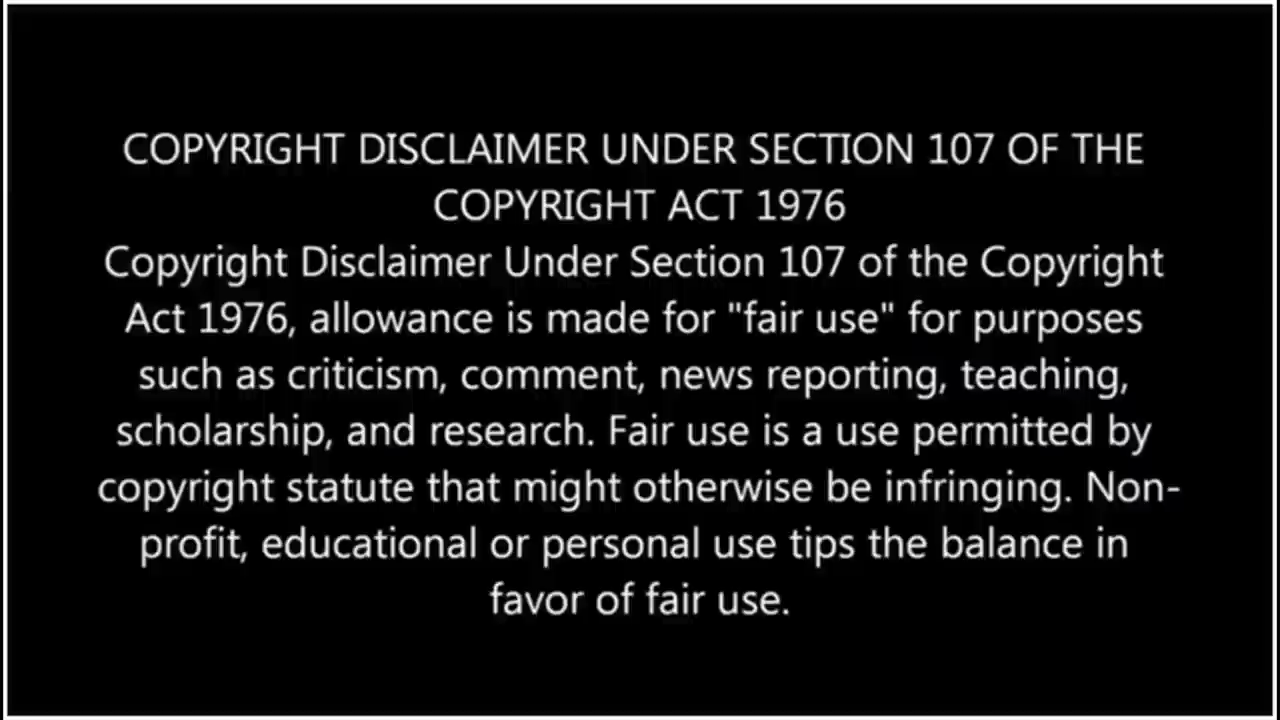 COPYRIGHT DISCLAIMER UNDER SECTION 107 OF THE
COPYRIGHT ACT 1976
Copyright Disclaimer Under Section 107 of the Copyright
Act 1976, allowance is made for "fair use" for purposes
such as criticism, comment, news reporting, teaching,
scholarship, and research. Fair use is a use permitted by
copyright statute that might otherwise be infringing. Non-
profit, educational or personal use tips the balance in
favor of fair use.